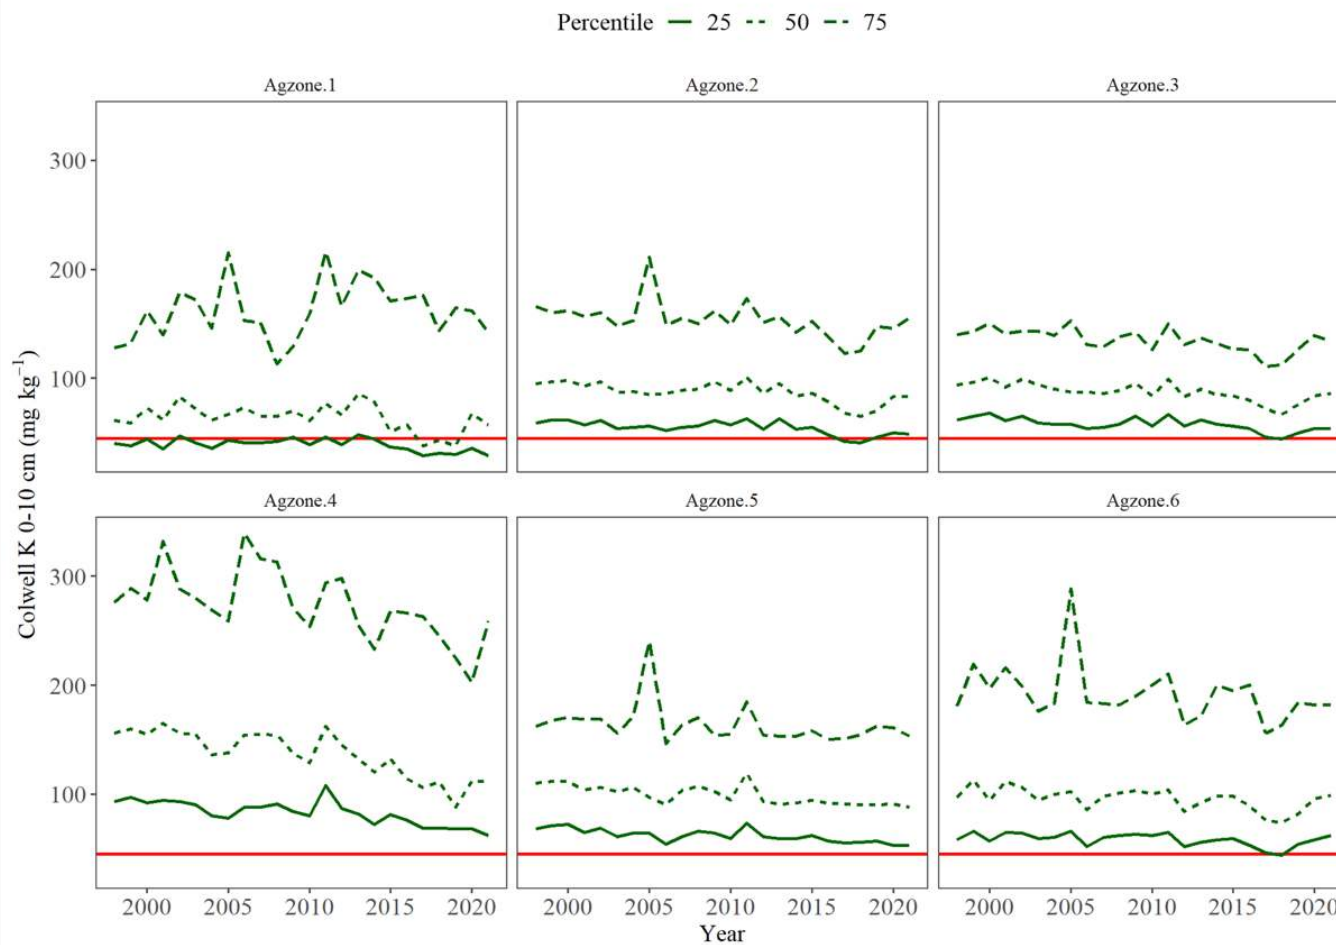 Percentile 25 50 75
Agzone.1 Agzone.2 Agzone.3
300
200
100
Agzone.4 Agzone.5 Agzone.6
300
200
100
Colwell K 0-10 cm (mg kg⁻¹)
2000 2005 2010 2015 2020 2000 2005 2010 2015 2020 2000 2005 2010 2015 2020
Year